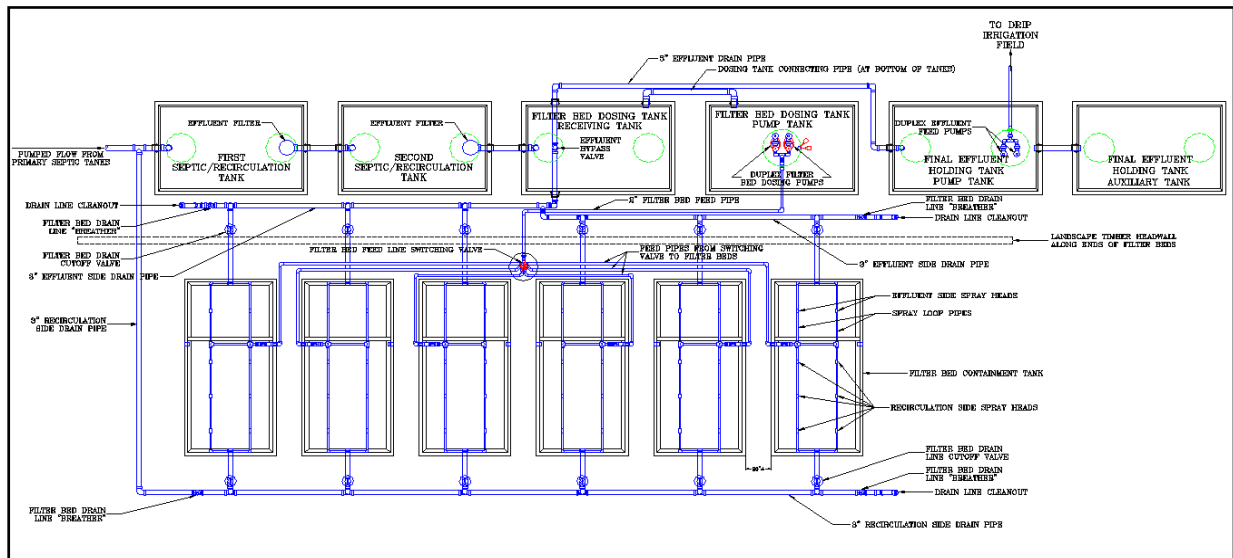 TO DRIP
IRRIGATION
FIELD
3" EFFLUENT DRAIN PIPE
DOSING TANK CONNECTING PIPE (AT BOTTOM OF TANKS)
EFFLUENT FILTER
FIRST
SEPTIC/RECIRCULATION
TANK
EFFLUENT FILTER
SECOND
SEPTIC/RECIRCULATION
TANK
FILTER BED DOSING TANK
RECEIVING TANK
EFFLUENT
BYPASS
VALVE
FILTER BED DOSING TANK
PUMP TANK
DUPLEX FILTER
BED DOSING PUMPS
DUPLEX EFFLUENT
FEED PUMPS
FINAL EFFLUENT
HOLDING TANK
PUMP TANK
FINAL EFFLUENT
HOLDING TANK
AUXILIARY TANK
PUMPED FLOW FROM
PRIMARY SEPTIC TANKS
DRAIN LINE CLEANOUT
FILTER BED DRAIN
LINE "BREATHER"
FILTER BED DRAIN
CUTOFF VALVE
3" EFFLUENT SIDE DRAIN PIPE
3" RECIRCULATION
SIDE DRAIN PIPE
2" FILTER BED FEED PIPE
FILTER BED FEED LINE SWITCHING VALVE
FEED PIPES FROM SWITCHING
VALVE TO FILTER BEDS
FILTER BED DRAIN
LINE "BREATHER"
DRAIN LINE CLEANOUT
LANDSCAPE TIMBER HEADWALL
ALONG ENDS OF FILTER BEDS
3" EFFLUENT SIDE DRAIN PIPE
EFFLUENT SIDE SPRAY HEADS
SPRAY LOOP PIPES
FILTER BED CONTAINMENT TANK
RECIRCULATION SIDE SPRAY HEADS
FILTER BED DRAIN
LINE CUTOFF VALVE
FILTER BED DRAIN
LINE "BREATHER"
DRAIN LINE CLEANOUT
FILTER BED DRAIN
LINE "BREATHER"
3" RECIRCULATION SIDE DRAIN PIPE